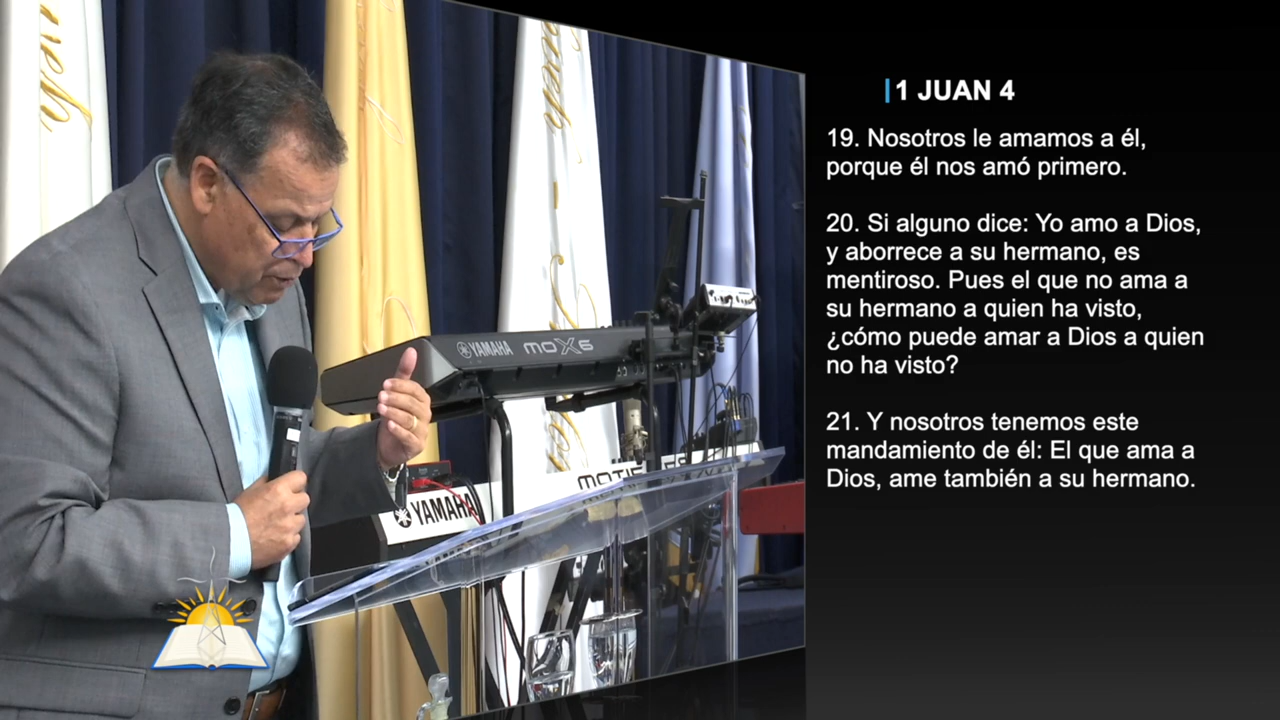 1 JUAN 4
19. Nosotros le amamos a él,
porque él nos amó primero.
20. Si alguno dice: Yo amo a Dios,
y aborrece a su hermano, es
mentiroso. Pues el que no ama a
su hermano a quien ha visto,
¿cómo puede amar a Dios a quien
no ha visto?
21. Y nosotros tenemos este
mandamiento de él: El que ama a
Dios, ame también a su hermano.
YAMAHA MOX6
YAMAHA